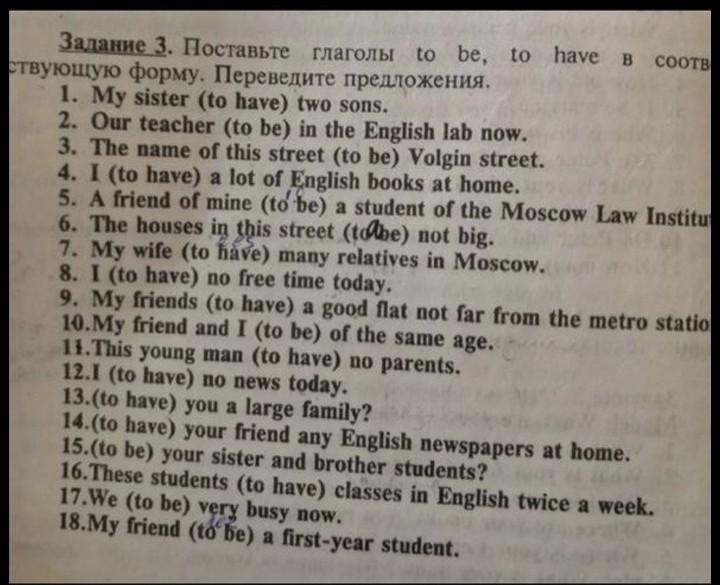 Задание 3. Поставьте глаголы to be, to have в соотв
ствующую форму. Переведите предложения.
1. My sister (to have) two sons.
2. Our teacher (to be) in the English lab now.
3. The name of this street (to be) Volgin street.
4. I (to have) a lot of English books at home.
5. A friend of mine (to be) a student of the Moscow Law Institu
6. The houses in this street (to be) not big.
7. My wife (to have) many relatives in Moscow.
8. I (to have) no free time today.
9. My friends (to have) a good flat not far from the metro statio
10.My friend and I (to be) of the same age.
11.This young man (to have) no parents.
12.I (to have) no news today.
13.(to have) you a large family?
14.(to have) your friend any English newspapers at home.
15.(to be) your sister and brother students?
16.These students (to have) classes in English twice a week.
17.We (to be) very busy now.
18.My friend (to be) a first-year student.